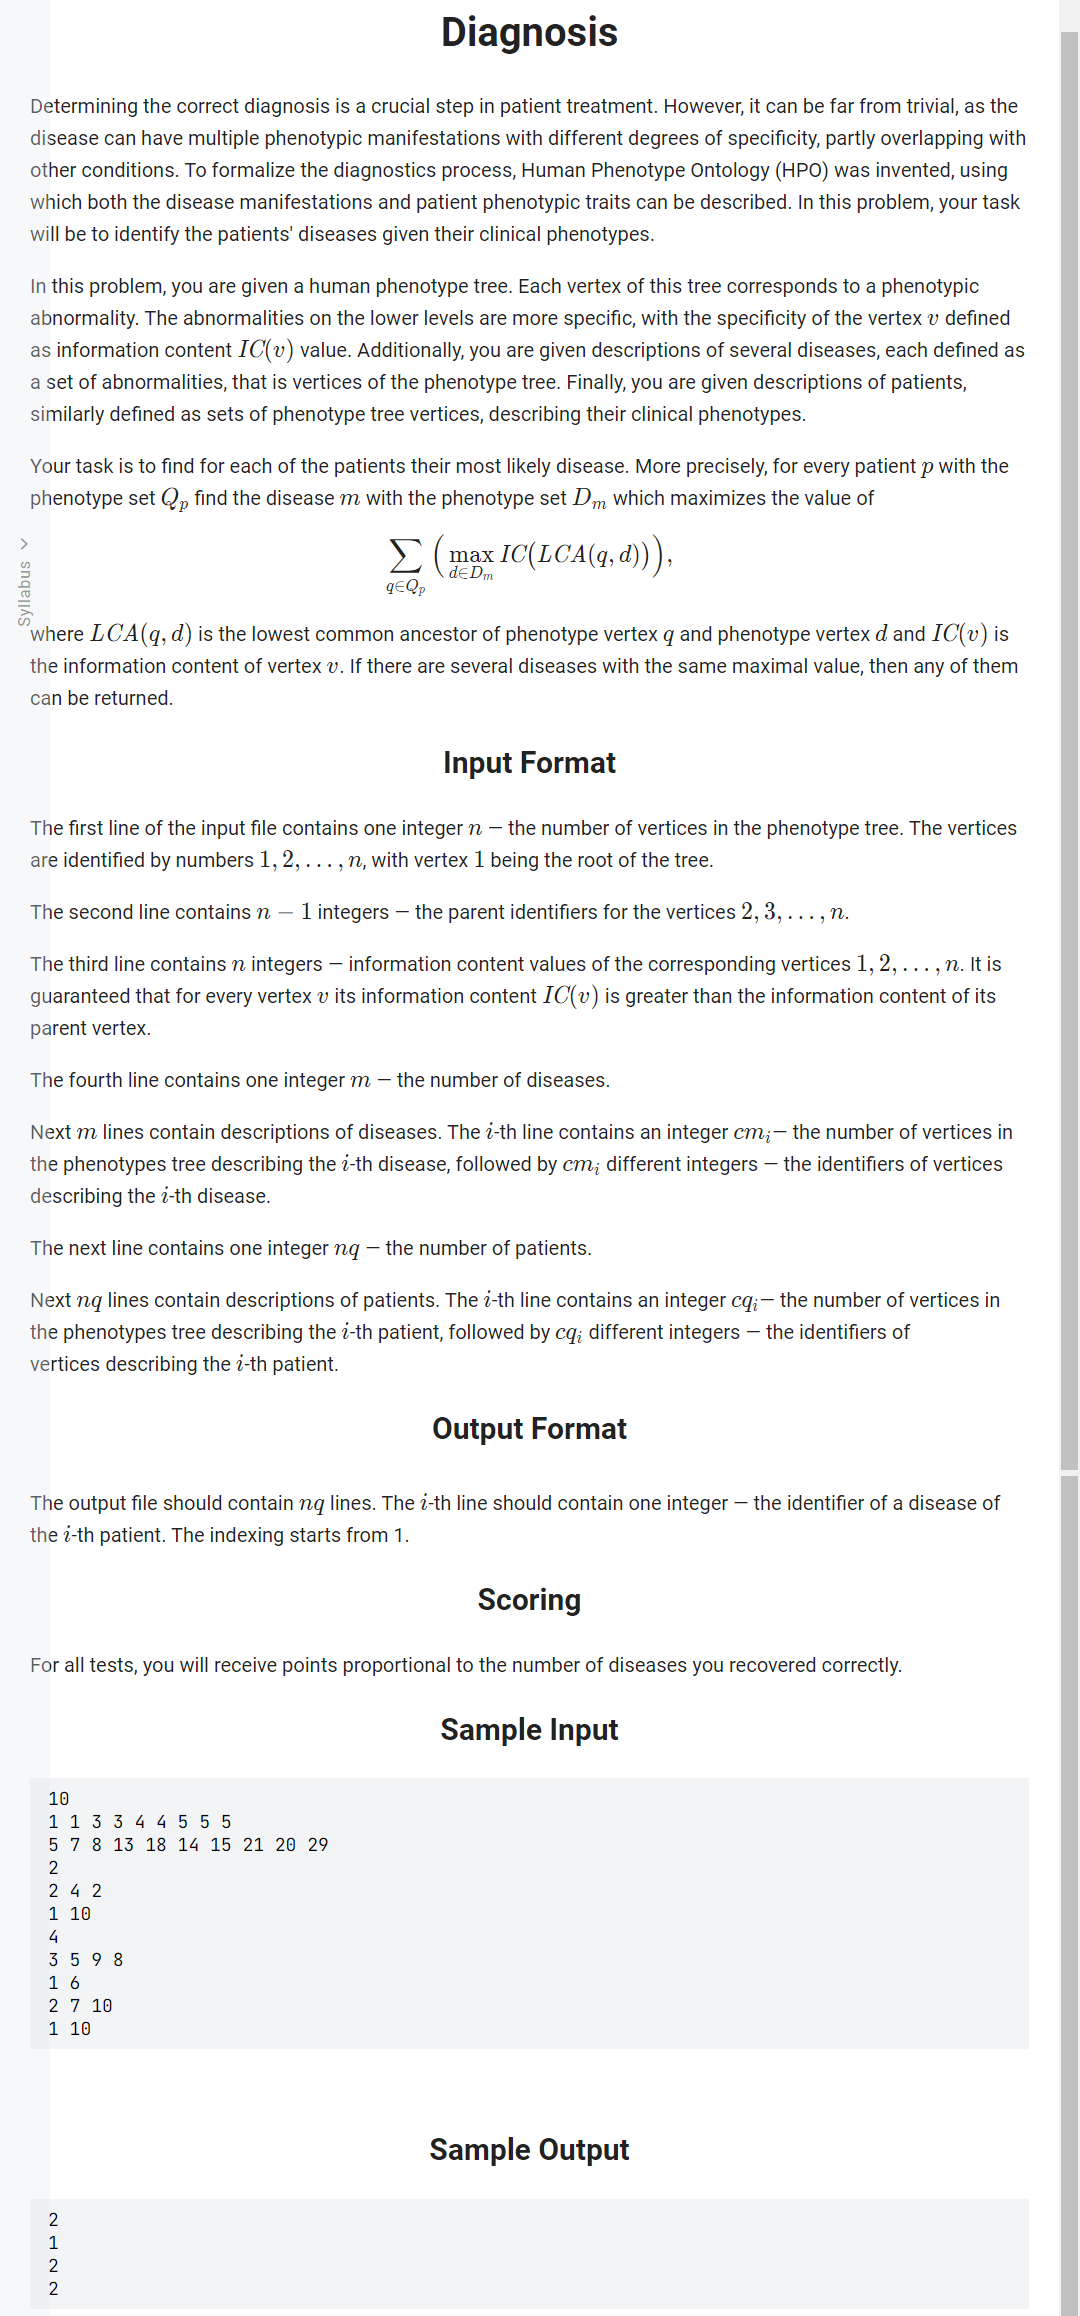 Diagnosis
Determining the correct diagnosis is a crucial step in patient treatment. However, it can be far from trivial, as the
disease can have multiple phenotypic manifestations with different degrees of specificity, partly overlapping with
other conditions. To formalize the diagnostics process, Human Phenotype Ontology (HPO) was invented, using
which both the disease manifestations and patient phenotypic traits can be described. In this problem, your task
will be to identify the patients' diseases given their clinical phenotypes.
In this problem, you are given a human phenotype tree. Each vertex of this tree corresponds to a phenotypic
abnormality. The abnormalities on the lower levels are more specific, with the specificity of the vertex v defined
as information content IC(v) value. Additionally, you are given descriptions of several diseases, each defined as
a set of abnormalities, that is vertices of the phenotype tree. Finally, you are given descriptions of patients,
similarly defined as sets of phenotype tree vertices, describing their clinical phenotypes.
Your task is to find for each of the patients their most likely disease. More precisely, for every patient p with the
phenotype set Q_p find the disease m with the phenotype set D_m which maximizes the value of
∑_{q∈Q_p} ( max_{d∈D_m} IC(LCA(q, d)) ),
Syllabus >
where LCA(q, d) is the lowest common ancestor of phenotype vertex q and phenotype vertex d and IC(v) is
the information content of vertex v. If there are several diseases with the same maximal value, then any of them
can be returned.
Input Format
The first line of the input file contains one integer n – the number of vertices in the phenotype tree. The vertices
are identified by numbers 1, 2, . . . , n, with vertex 1 being the root of the tree.
The second line contains n − 1 integers – the parent identifiers for the vertices 2, 3, . . . , n.
The third line contains n integers – information content values of the corresponding vertices 1, 2, . . . , n. It is
guaranteed that for every vertex v its information content IC(v) is greater than the information content of its
parent vertex.
The fourth line contains one integer m – the number of diseases.
Next m lines contain descriptions of diseases. The i-th line contains an integer cm_i– the number of vertices in
the phenotypes tree describing the i-th disease, followed by cm_i different integers – the identifiers of vertices
describing the i-th disease.
The next line contains one integer nq – the number of patients.
Next nq lines contain descriptions of patients. The i-th line contains an integer cq_i– the number of vertices in
the phenotypes tree describing the i-th patient, followed by cq_i different integers – the identifiers of
vertices describing the i-th patient.
Output Format
The output file should contain nq lines. The i-th line should contain one integer – the identifier of a disease of
the i-th patient. The indexing starts from 1.
Scoring
For all tests, you will receive points proportional to the number of diseases you recovered correctly.
Sample Input
10
1 1 3 3 4 4 5 5 5
5 7 8 13 18 14 15 21 20 29
2
2 4 2
1 10
4
3 5 9 8
1 6
2 7 10
1 10
Sample Output
2
1
2
2